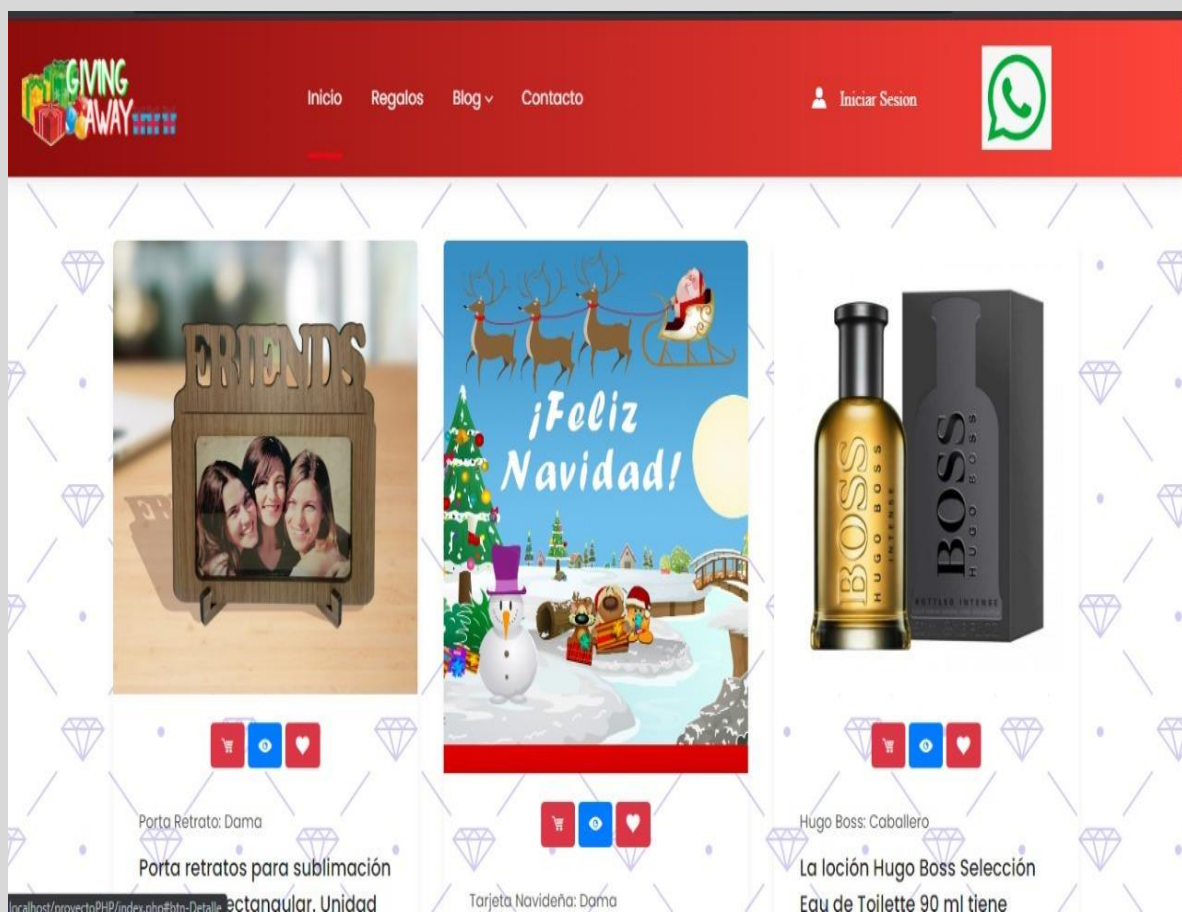 GIVING
AWAY
Inicio Regalos Blog Contacto
Iniciar Sesion
FRIENDS
¡Feliz
Navidad!
BOSS
HUGO BOSS
INTENSE
BOSS
HUGO BOSS
BOTTLED INTENSE
Porta Retrato: Dama
Porta retratos para sublimación
ectangular. Unidad
Tarjeta Navideña: Dama
Hugo Boss: Caballero
La loción Hugo Boss Selección
Eau de Toilette 90 ml tiene
localhost/proyectoPHP/index.php#btn-Detalle